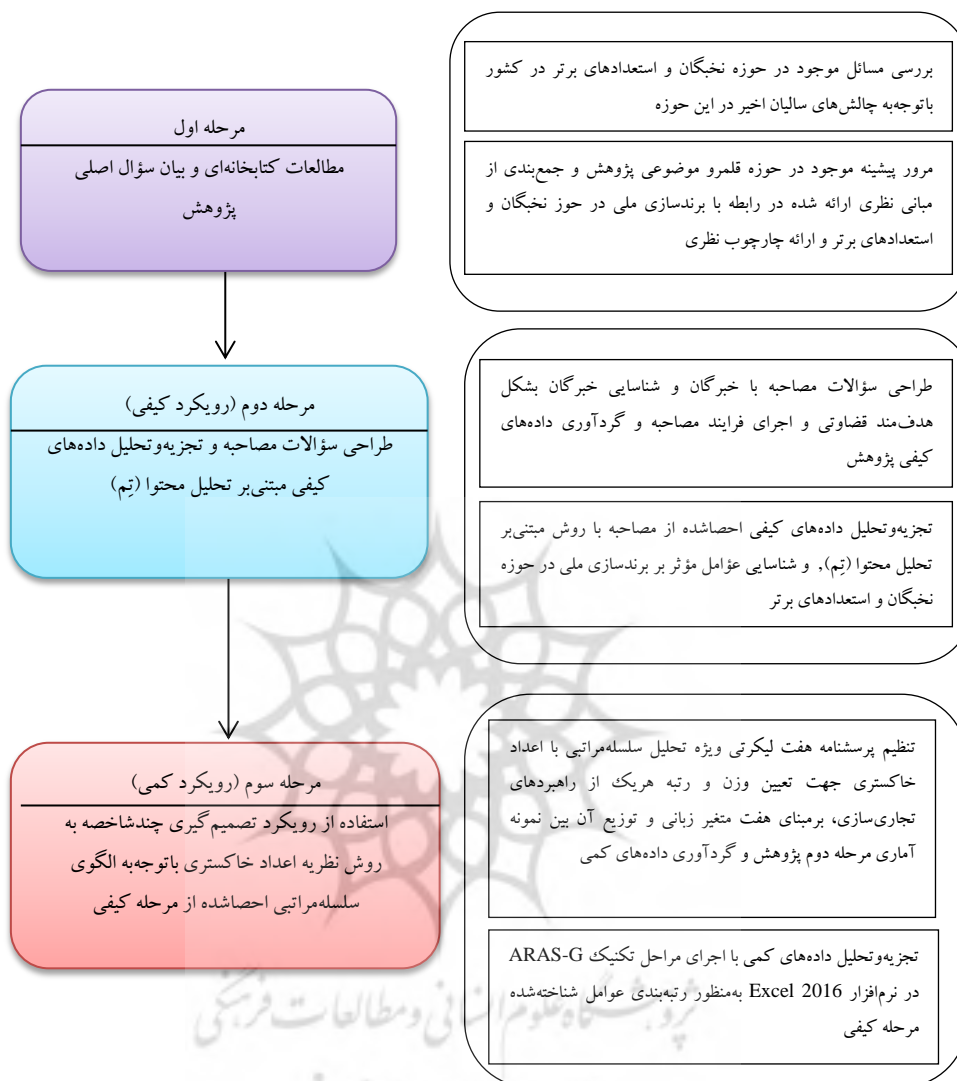 مرحله اول
مطالعات کتابخانه‌ای و بیان سؤال اصلی
پژوهش
بررسی مسائل موجود در حوزه نخبگان و استعدادهای برتر در کشور
باتوجه‌به چالش‌های سالیان اخیر در این حوزه
مرور پیشینه موجود در حوزه قلمرو موضوعی پژوهش و جمع‌بندی از
مبانی نظری ارائه شده در رابطه با برندسازی ملی در حوز نخبگان و
استعدادهای برتر و ارائه چارچوب نظری
مرحله دوم (رویکرد کیفی)
طراحی سؤالات مصاحبه و تجزیه‌وتحلیل داده‌های
کیفی مبتنی‌بر تحلیل محتوا (تِم)
طراحی سؤالات مصاحبه با خبرگان و شناسایی خبرگان بشکل
هدف‌مند قضاوتی و اجرای فرایند مصاحبه و گردآوری داده‌های
کیفی پژوهش
تجزیه‌وتحلیل داده‌های کیفی احصاشده از مصاحبه با روش مبتنی‌بر
تحلیل محتوا (تِم), و شناسایی عؤامل مؤثر بر برندسازی ملی در حوزه
نخبگان و استعدادهای برتر
مرحله سوم (رویکرد کمی)
استفاده از رویکرد تصمیم‌گیری چندشاخصه به
روش نظریه اعداد خاکستری باتوجه‌به الگوی
سلسله‌مراتبی احصاشده از مرحله کیفی
تنظیم پرسشنامه هفت لیکرتی ویژه تحلیل سلسله‌مراتبی با اعداد
خاکستری جهت تعیین وزن و رتبه هریک از راهبردهای
تجاری‌سازی، برمبنای هفت متغیر زبانی و توزیع آن بین نمونه
آماری مرحله دوم پژوهش و گردآوری داده‌های کمی
تجزیه‌وتحلیل داده‌های کمی با اجرای مراحل تکنیک ARAS-G
در نرم‌افزار Excel 2016 به‌منظور رتبه‌بندی عوامل شناخته‌شده
مرحله کیفی
پژوهشگاه علوم انسانی و مطالعات فرهنگی